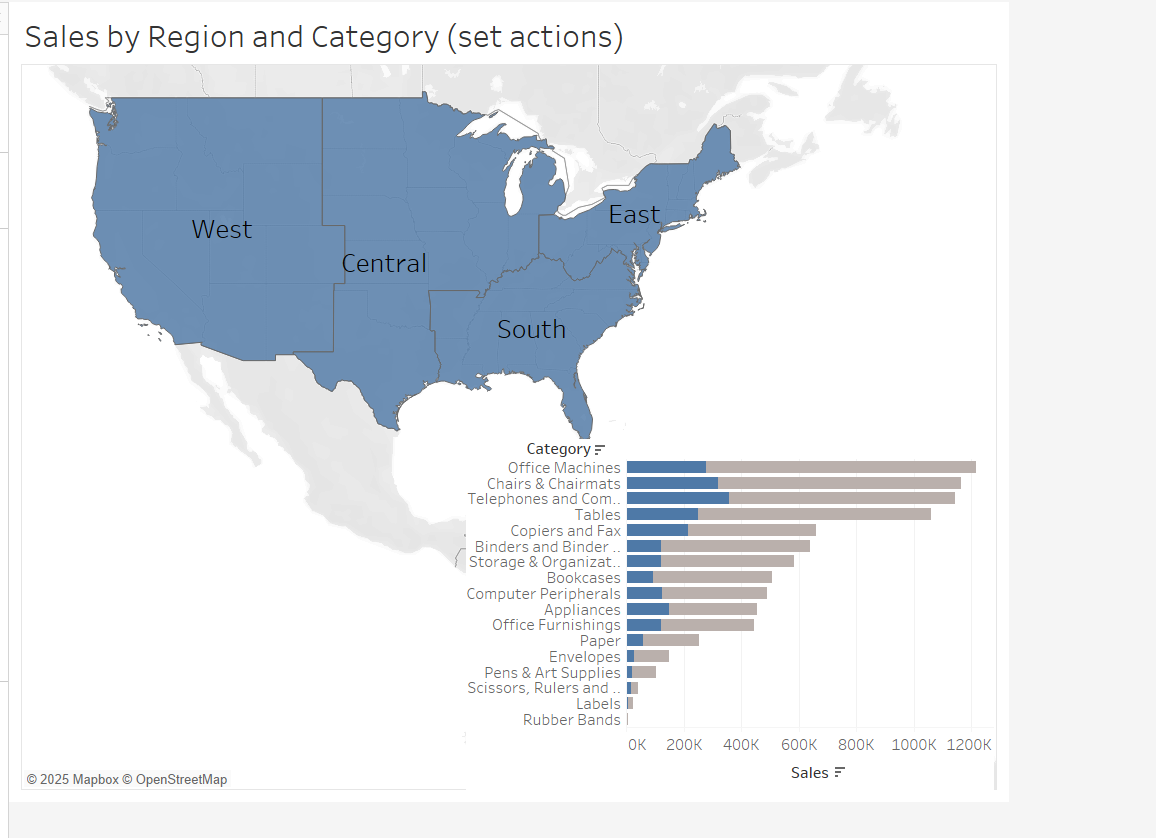 Sales by Region and Category (set actions)
West
East
Central
South
Category
Office Machines
Chairs & Chairmats
Telephones and Com..
Tables
Copiers and Fax
Binders and Binder ..
Storage & Organizat..
Bookcases
Computer Peripherals
Appliances
Office Furnishings
Paper
Envelopes
Pens & Art Supplies
Scissors, Rulers and ..
Labels
Rubber Bands
0K 200K 400K 600K 800K 1000K 1200K
Sales
© 2025 Mapbox © OpenStreetMap